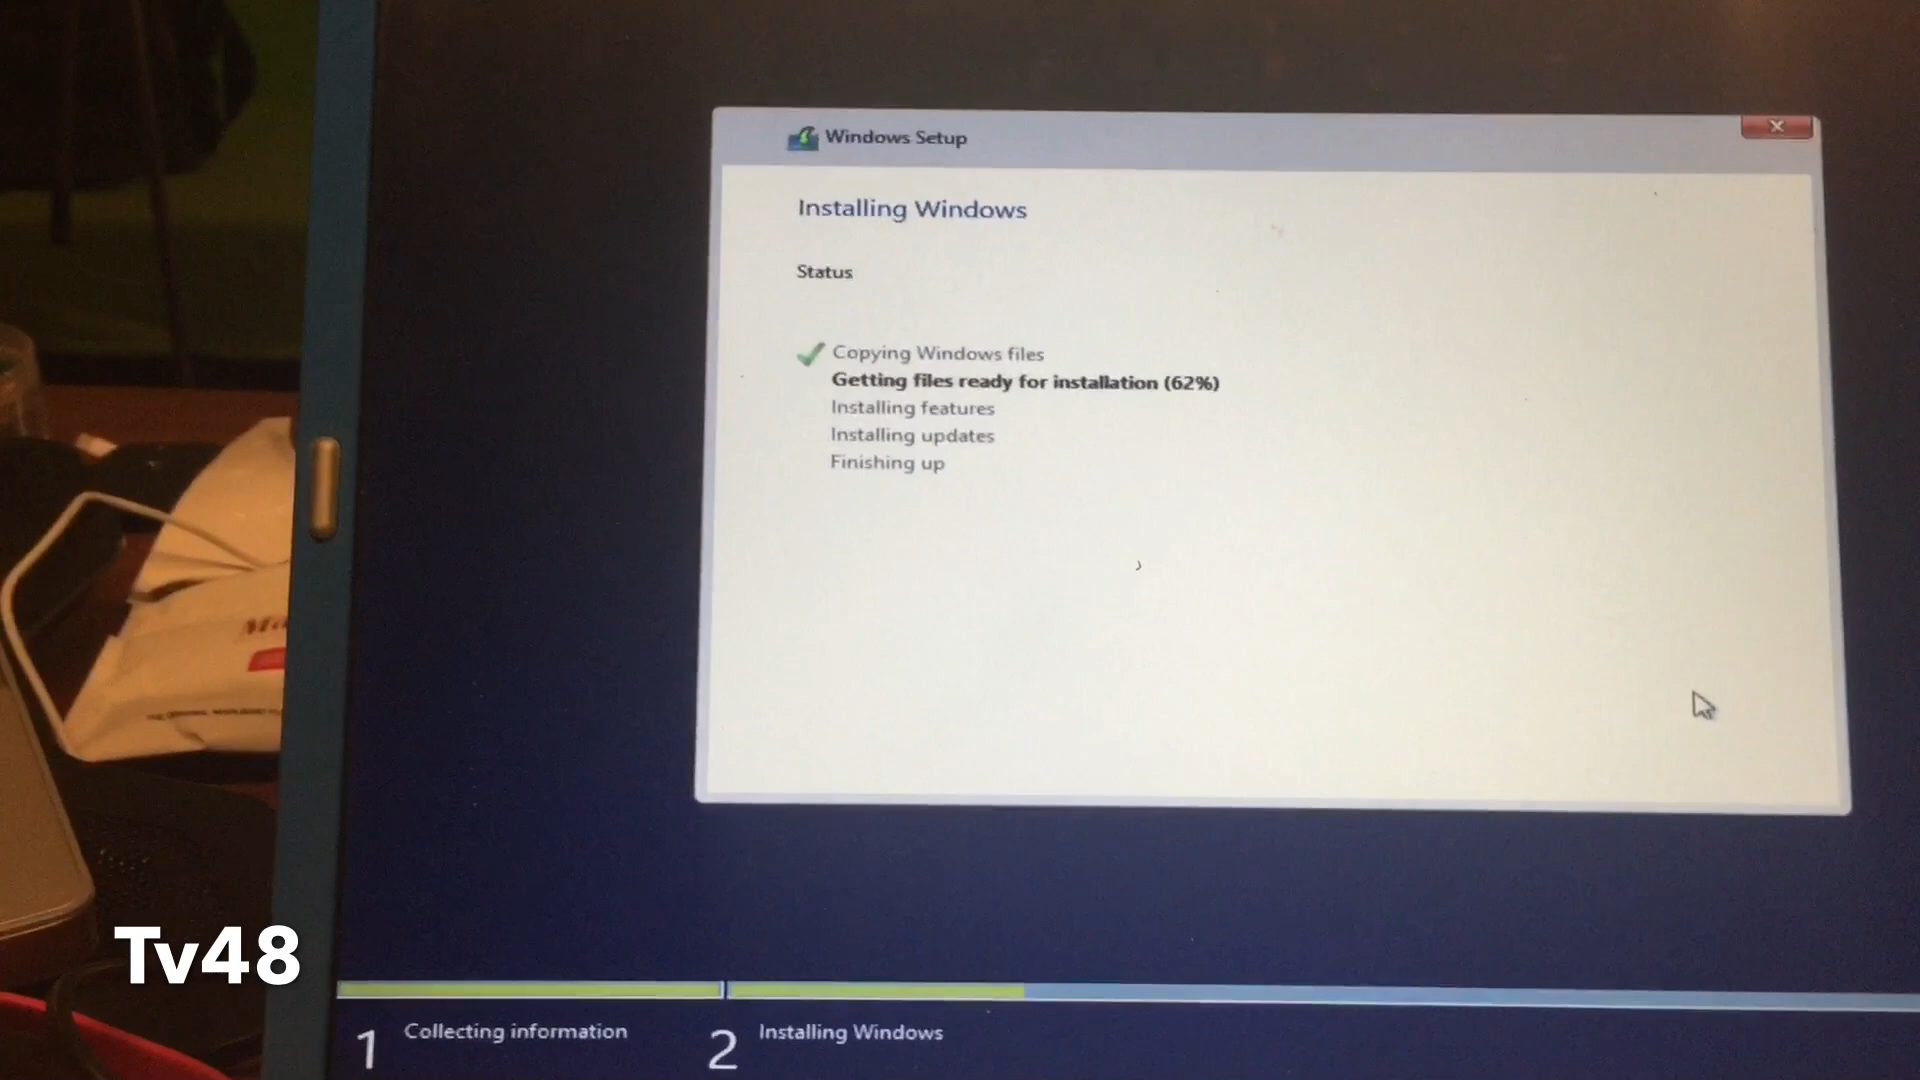 Windows Setup
Installing Windows
Status
Copying Windows files
Getting files ready for installation (62%)
Installing features
Installing updates
Finishing up
Tv48
1 Collecting information
2 Installing Windows